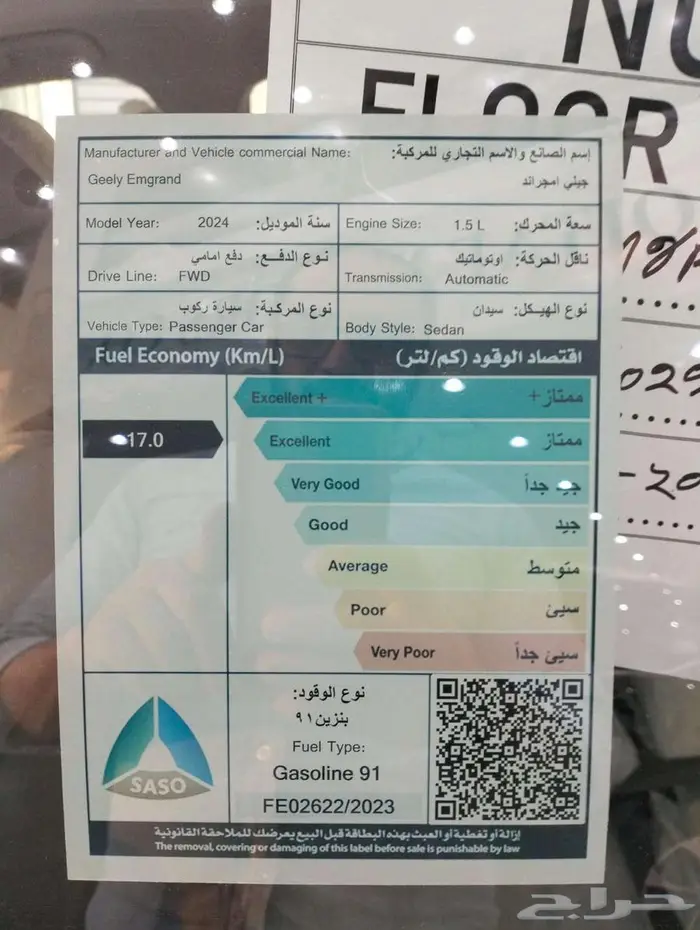 NO
FLOOR
Manufacturer and Vehicle commercial Name: إسم الصانع والاسم التجاري للمركبة:
Geely Emgrand جيلي امجراند
Model Year: 2024 سنة الموديل: Engine Size: 1.5 L سعة المحرك:
نوع الدفع: دفع امامي ناقل الحركة: اوتوماتيك
Drive Line: FWD Transmission: Automatic
نوع المركبة: سيارة ركوب نوع الهيكل: سيدان
Vehicle Type: Passenger Car Body Style: Sedan
Fuel Economy (Km/L) اقتصاد الوقود (كم/لتر)
Excellent + ممتاز+
17.0 Excellent ممتاز
Very Good جيد جداً
Good جيد
Average متوسط
Poor سيئ
Very Poor سيئ جداً
نوع الوقود:
بنزين ٩١
Fuel Type:
Gasoline 91
FE02622/2023
SASO
إزالة أو تغطية أو العبث بهذه البطاقة قبل البيع يعرضك للملاحقة القانونية
The removal, covering or damaging of this label before sale is punishable by law
حراج